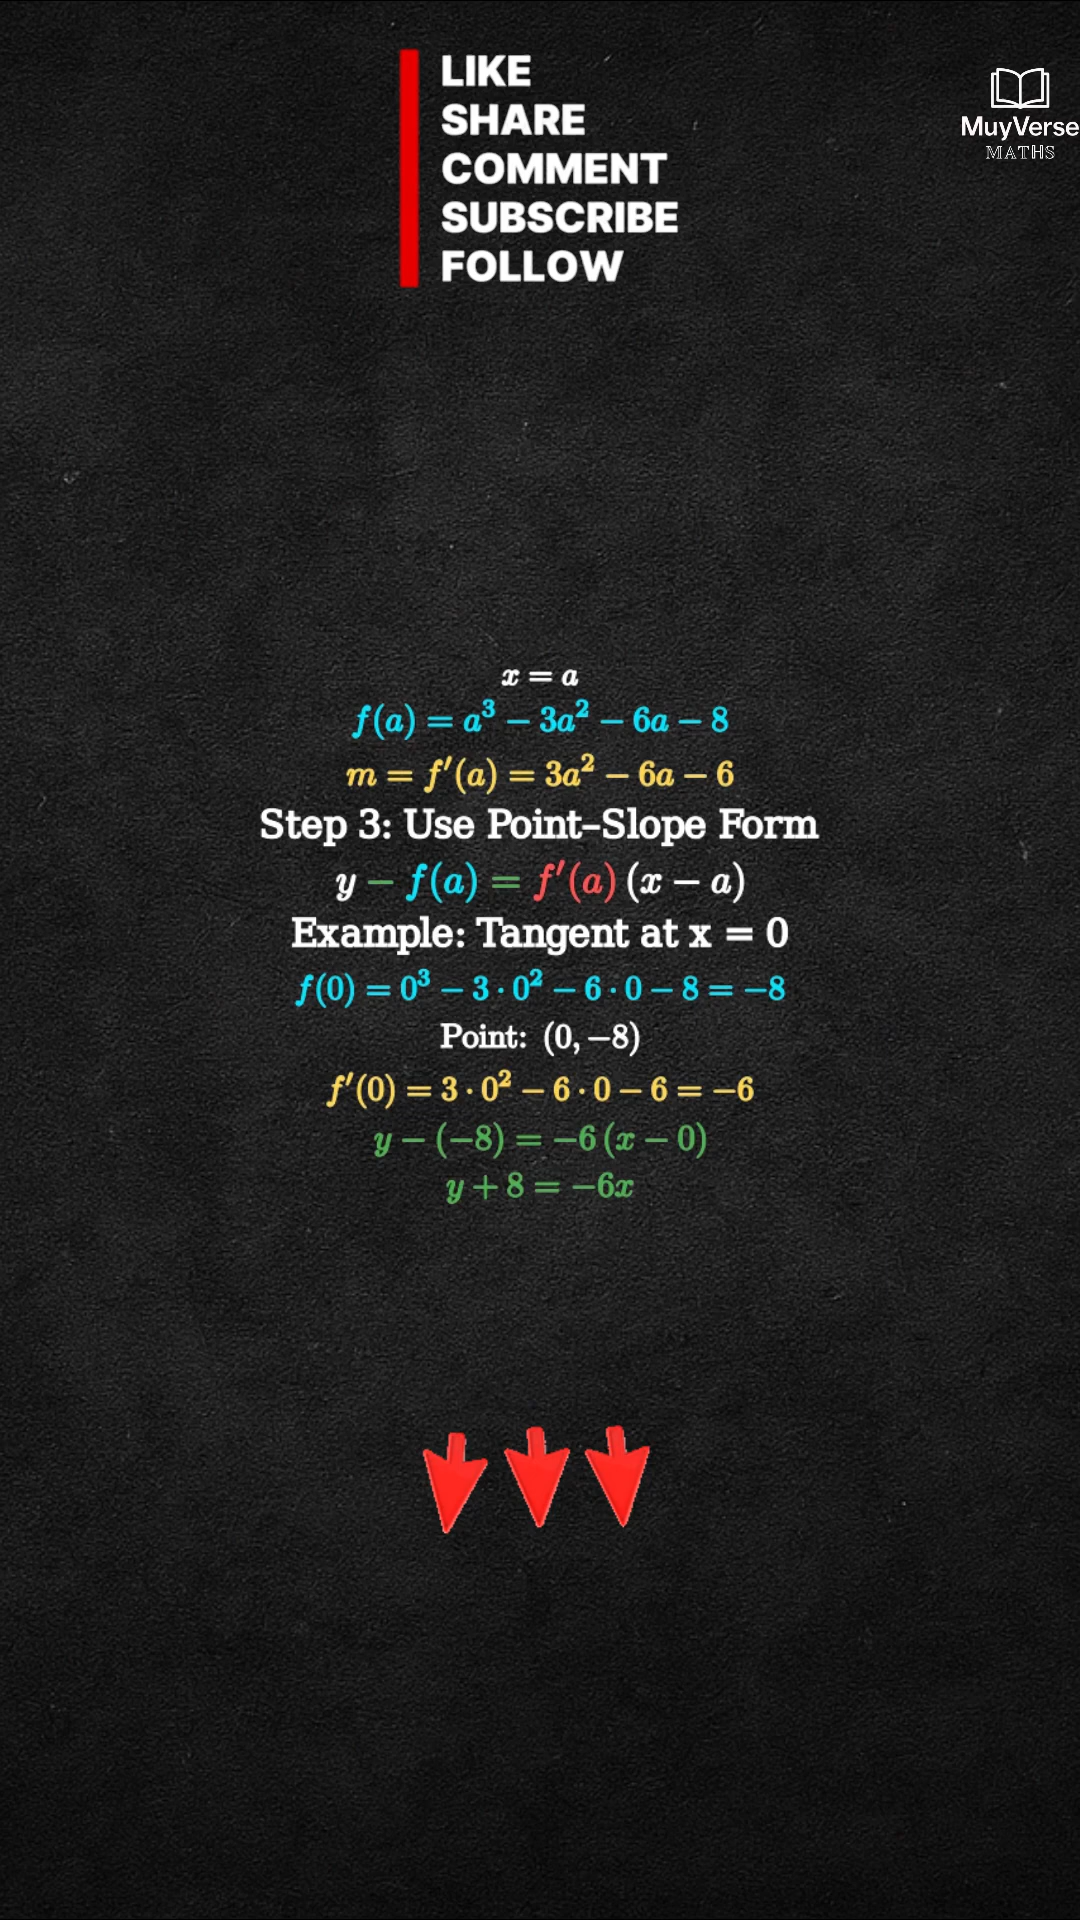 LIKE
SHARE
COMMENT
SUBSCRIBE
FOLLOW
MuyVerse
MATHS
x = a
f(a) = a³ − 3a² − 6a − 8
m = f′(a) = 3a² − 6a − 6
Step 3: Use Point–Slope Form
y − f(a) = f′(a) (x − a)
Example: Tangent at x = 0
f(0) = 0³ − 3 · 0² − 6 · 0 − 8 = −8
Point: (0, −8)
f′(0) = 3 · 0² − 6 · 0 − 6 = −6
y − (−8) = −6 (x − 0)
y + 8 = −6x